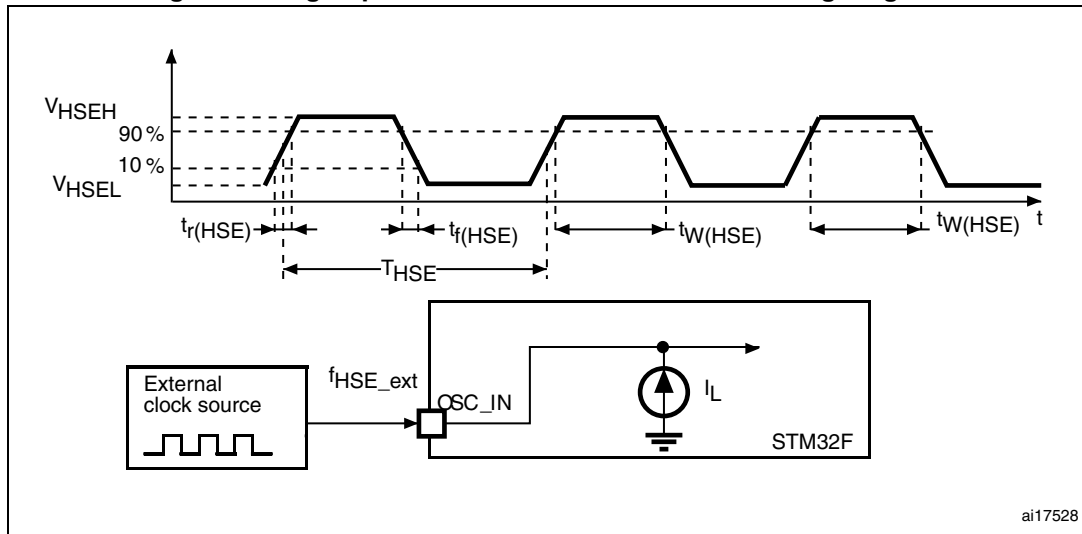 VHSEH
90 %
10 %
VHSEL
tr(HSE)
tf(HSE)
tW(HSE)
tW(HSE)
t
THSE
External
clock source
fHSE_ext
OSC_IN
IL
STM32F
ai17528